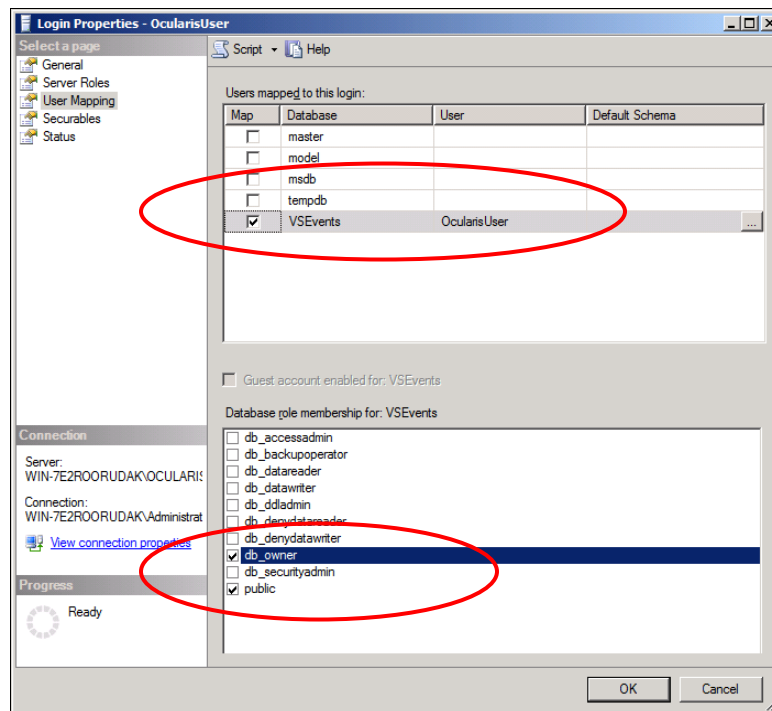 Login Properties - OcularisUser
Select a page
General
Server Roles
User Mapping
Securables
Status
Script
Help
Users mapped to this login:
Map Database User Default Schema
master
model
msdb
tempdb
VSEvents OcularisUser ...
Guest account enabled for: VSEvents
Database role membership for: VSEvents
db_accessadmin
db_backupoperator
db_datareader
db_datawriter
db_ddladmin
db_denydatareader
db_denydatawriter
db_owner
db_securityadmin
public
Connection
Server:
WIN-7E2ROORUDAK\OCULARIS
Connection:
WIN-7E2ROORUDAK\Administrat
View connection properties
Progress
Ready
OK Cancel